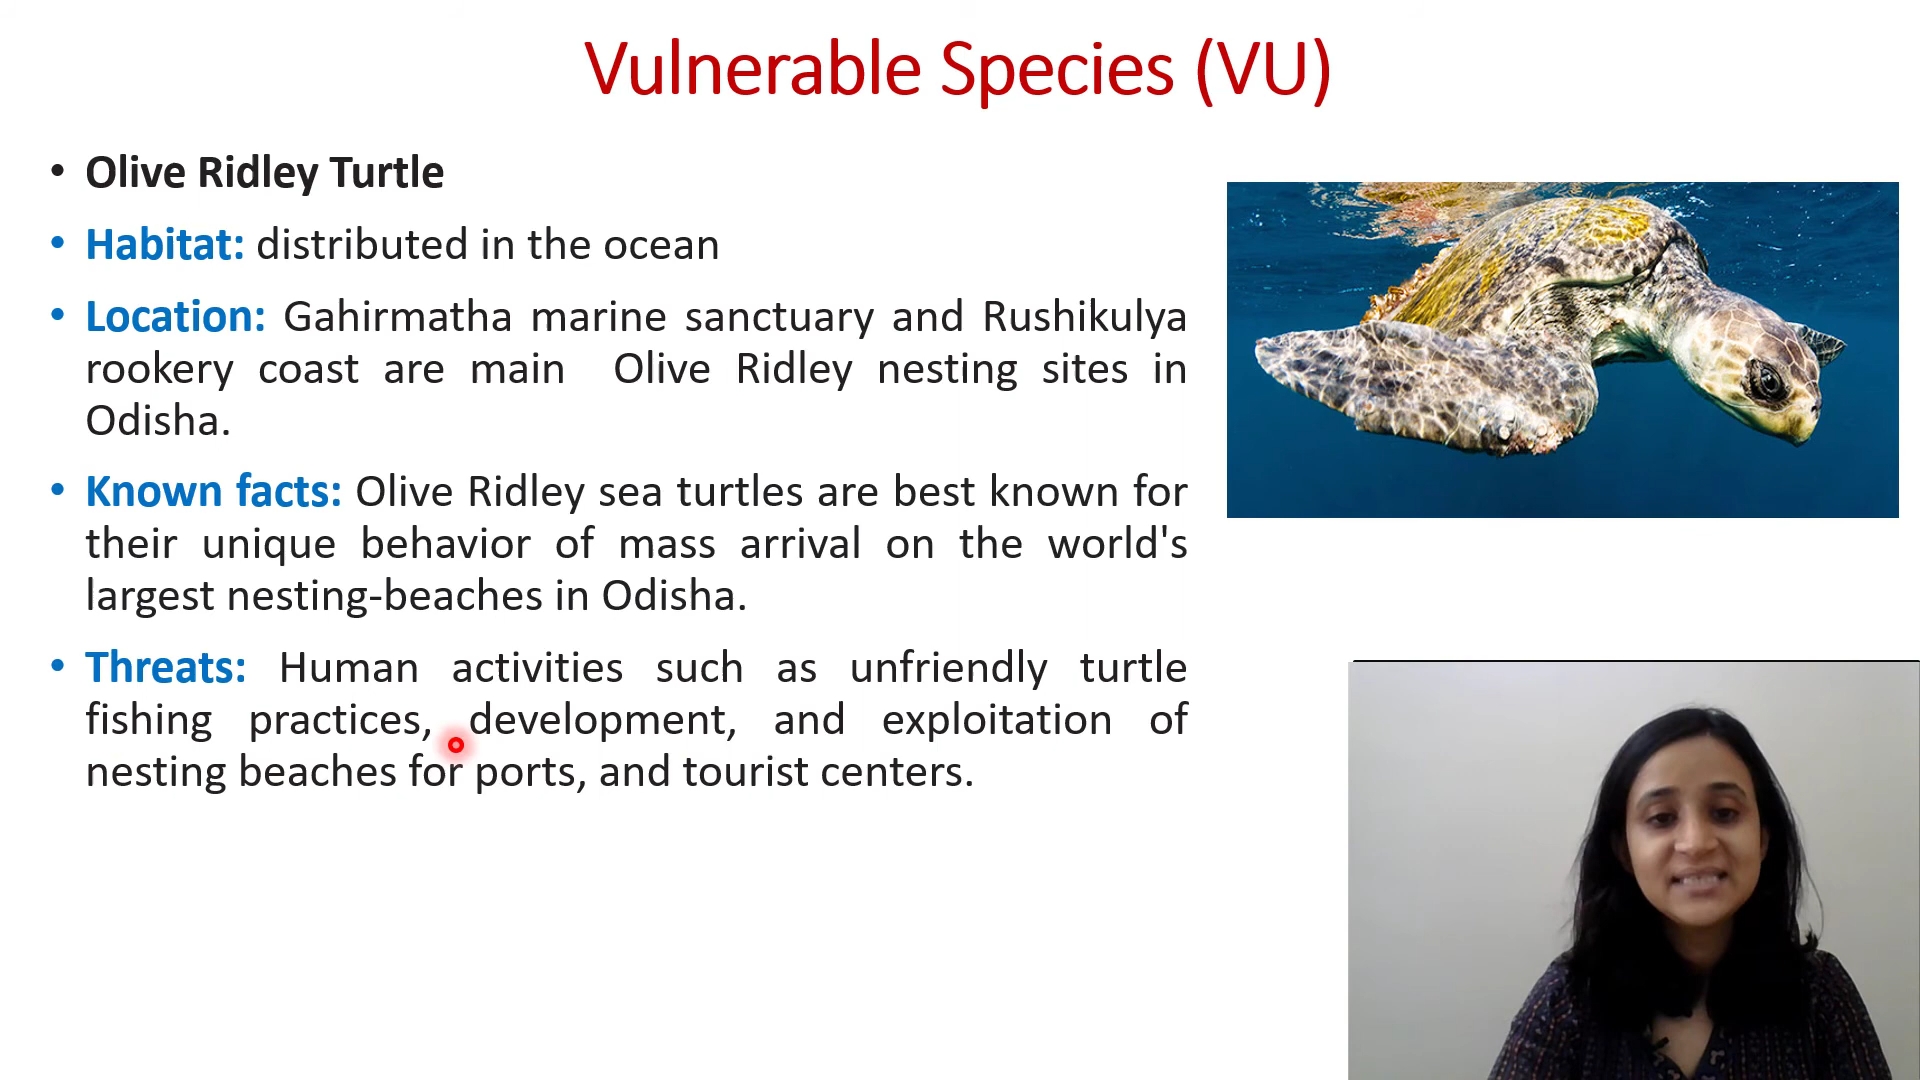 Vulnerable Species (VU)
• Olive Ridley Turtle
• Habitat: distributed in the ocean
• Location: Gahirmatha marine sanctuary and Rushikulya
rookery coast are main Olive Ridley nesting sites in
Odisha.
• Known facts: Olive Ridley sea turtles are best known for
their unique behavior of mass arrival on the world's
largest nesting-beaches in Odisha.
• Threats: Human activities such as unfriendly turtle
fishing practices, development, and exploitation of
nesting beaches for ports, and tourist centers.